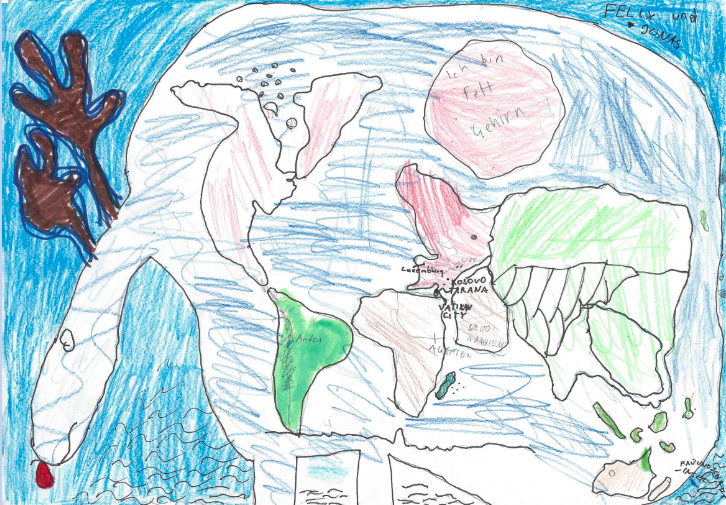 FELIX und
JONAS
Ich bin
fett
Gehirn
Luxemburg
KOSOVO
TIRANA
VATIKAN
CITY
SAUDI
ARABIEN
ÄGYPTEN
Anden